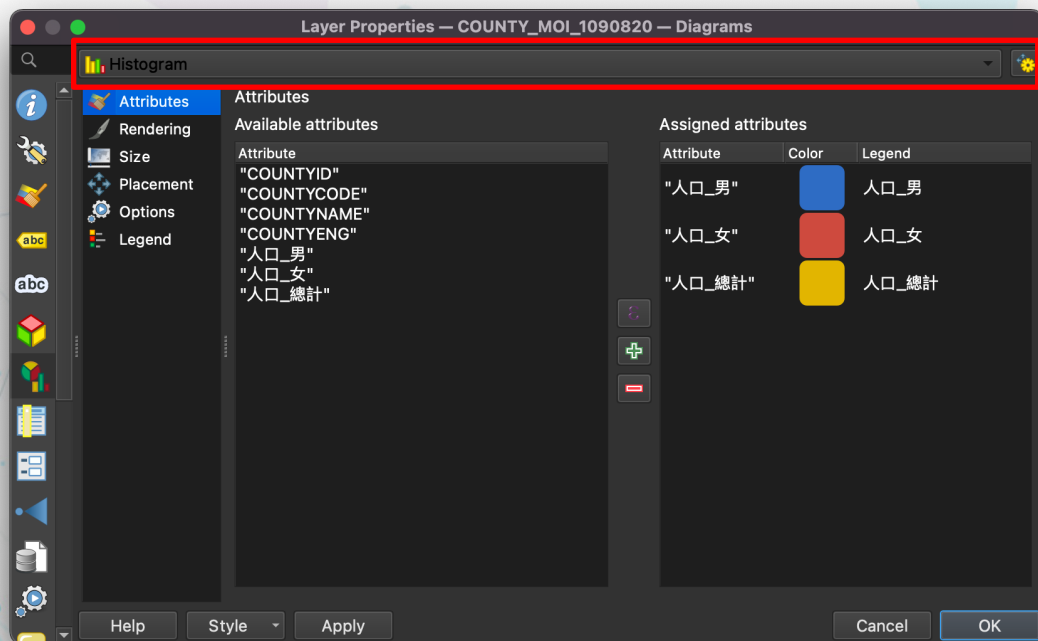 Layer Properties — COUNTY_MOI_1090820 — Diagrams
Histogram
Attributes
Rendering
Size
Placement
Options
Legend
Attributes
Available attributes
Attribute
"COUNTYID"
"COUNTYCODE"
"COUNTYNAME"
"COUNTYENG"
"人口_男"
"人口_女"
"人口_總計"
Assigned attributes
Attribute Color Legend
"人口_男" 人口_男
"人口_女" 人口_女
"人口_總計" 人口_總計
abc
abc
Help Style Apply Cancel OK